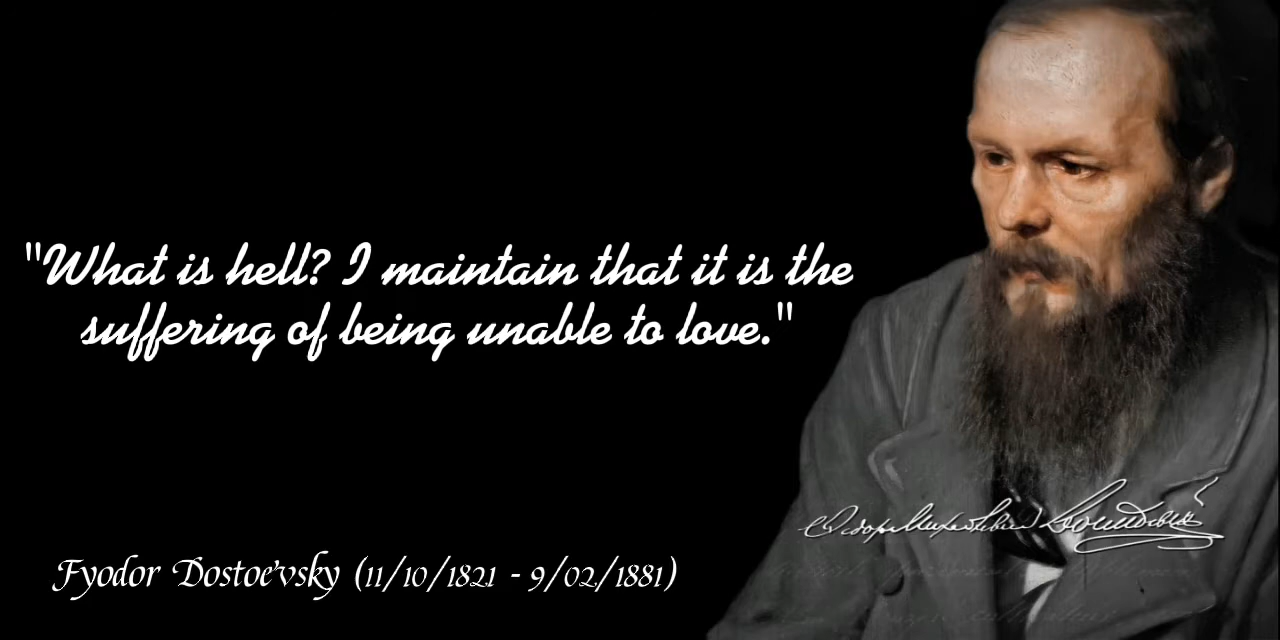 "What is hell? I maintain that it is the
suffering of being unable to love."
Fyodor Dostoevsky (11/10/1821 - 9/02/1881)